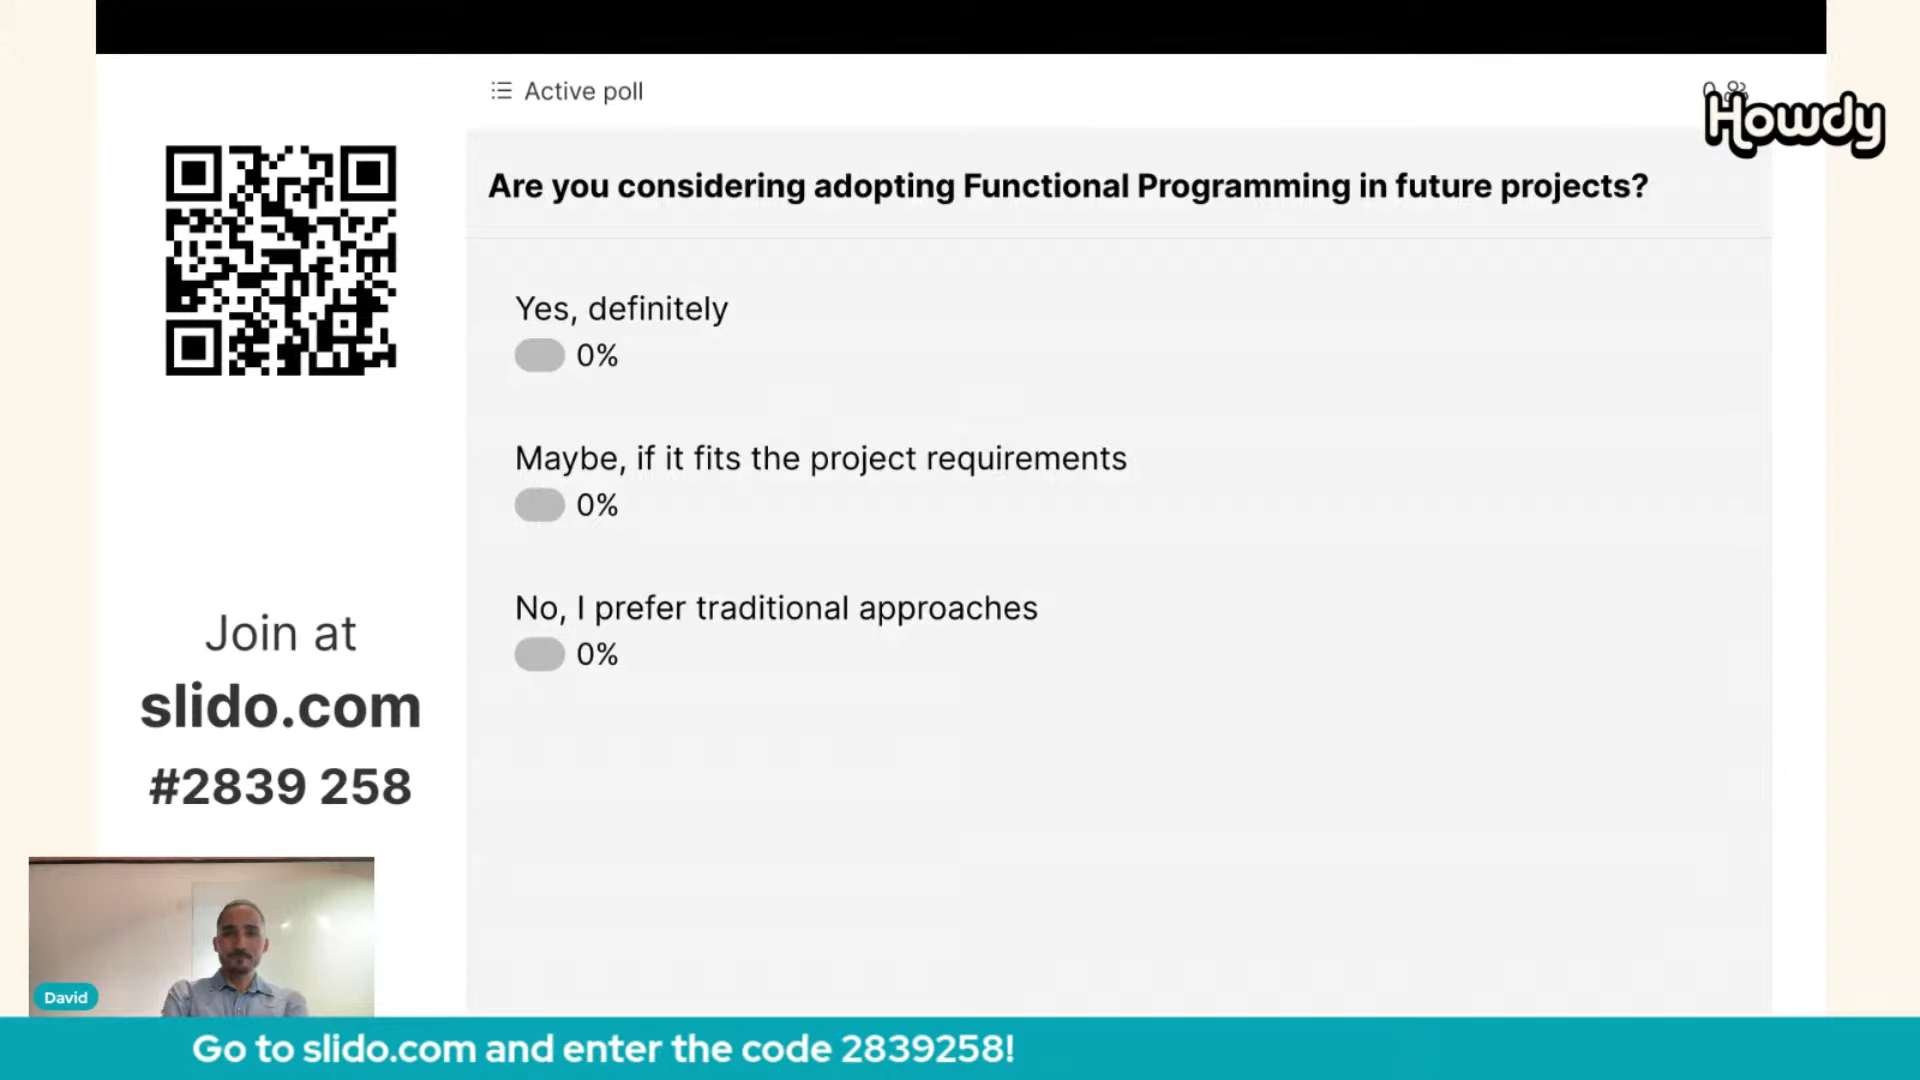 Active poll
0
Howdy
Are you considering adopting Functional Programming in future projects?
Yes, definitely
0%
Maybe, if it fits the project requirements
0%
No, I prefer traditional approaches
0%
Join at
slido.com
#2839 258
David
Go to slido.com and enter the code 2839258!